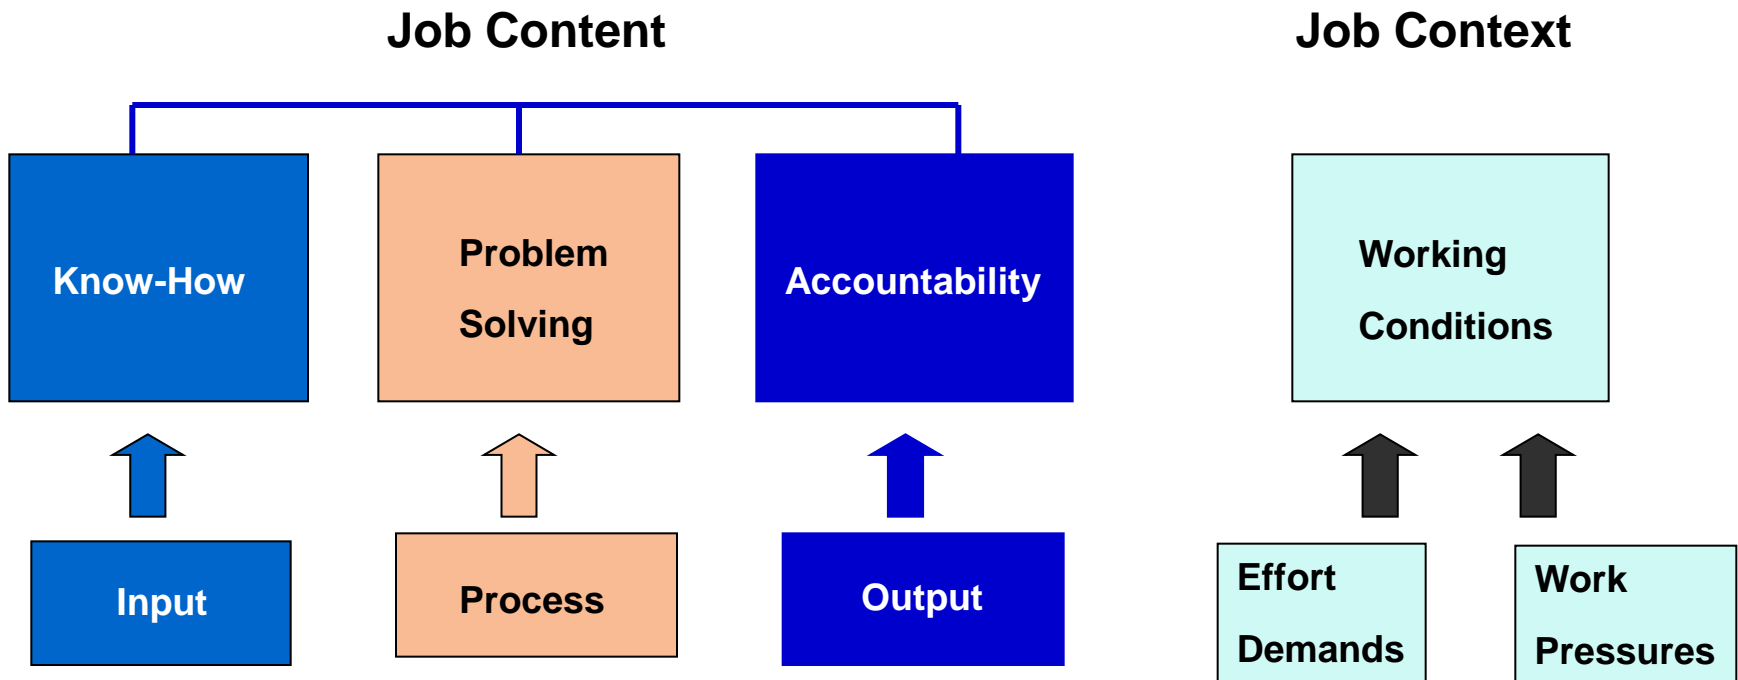 Job Content
Job Context
Know-How
Problem
Solving
Accountability
Working
Conditions
Input
Process
Output
Effort
Demands
Work
Pressures